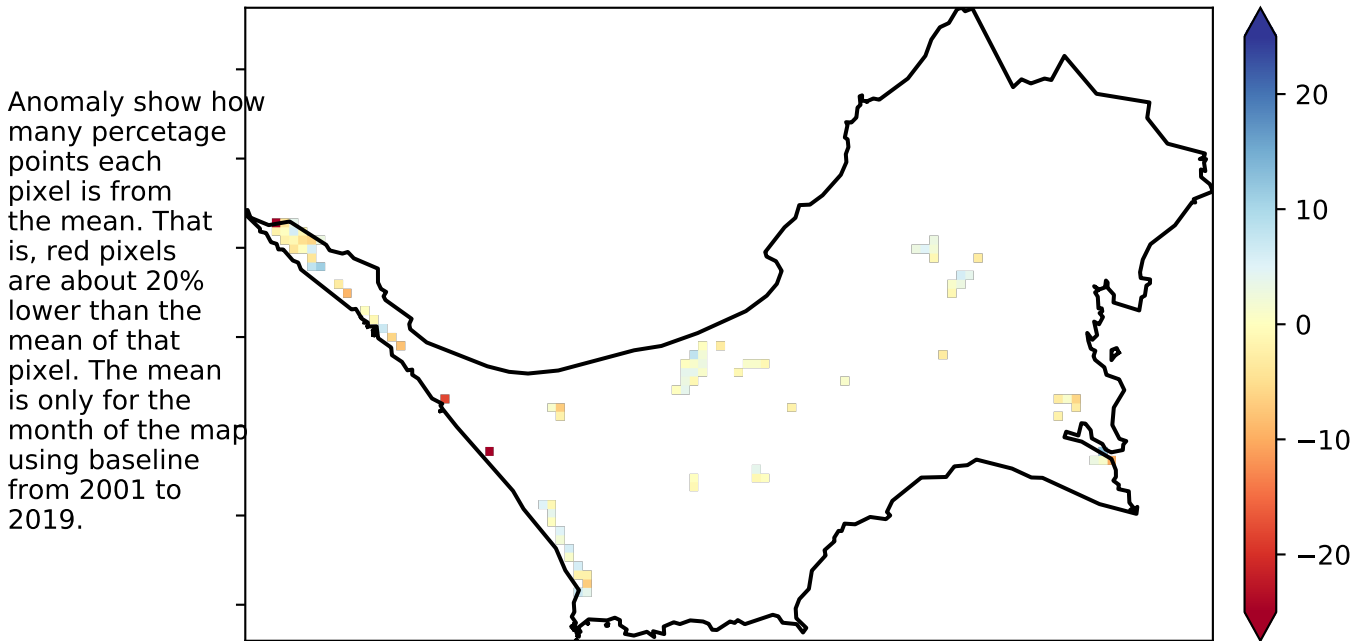 Anomaly show how
many percetage
points each
pixel is from
the mean. That
is, red pixels
are about 20%
lower than the
mean of that
pixel. The mean
is only for the
month of the map
using baseline
from 2001 to
2019.
20
10
0
−10
−20